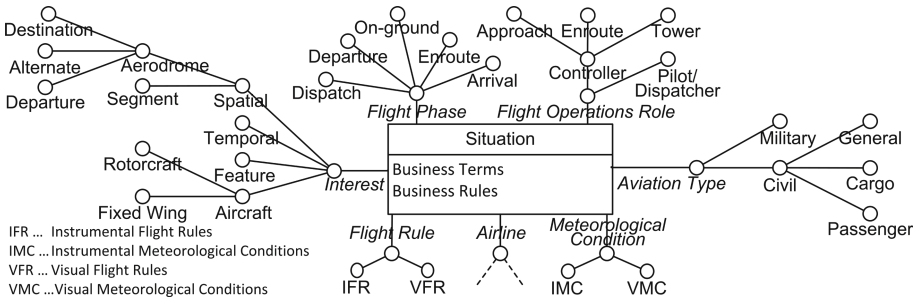 Destination
Alternate
Departure
Aerodrome
Segment
Spatial
Temporal
Feature
Rotorcraft
Fixed Wing
Aircraft
Interest
On-ground
Departure
Enroute
Dispatch
Arrival
Flight Phase
Approach
Enroute
Tower
Controller
Pilot/
Dispatcher
Flight Operations Role
Situation
Business Terms
Business Rules
Aviation Type
Military
General
Civil
Cargo
Passenger
Flight Rule
IFR
VFR
Airline
Meteorological
Condition
IMC
VMC
IFR ... Instrumental Flight Rules
IMC ...Instrumental Meteorological Conditions
VFR ... Visual Flight Rules
VMC ...Visual Meteorological Conditions